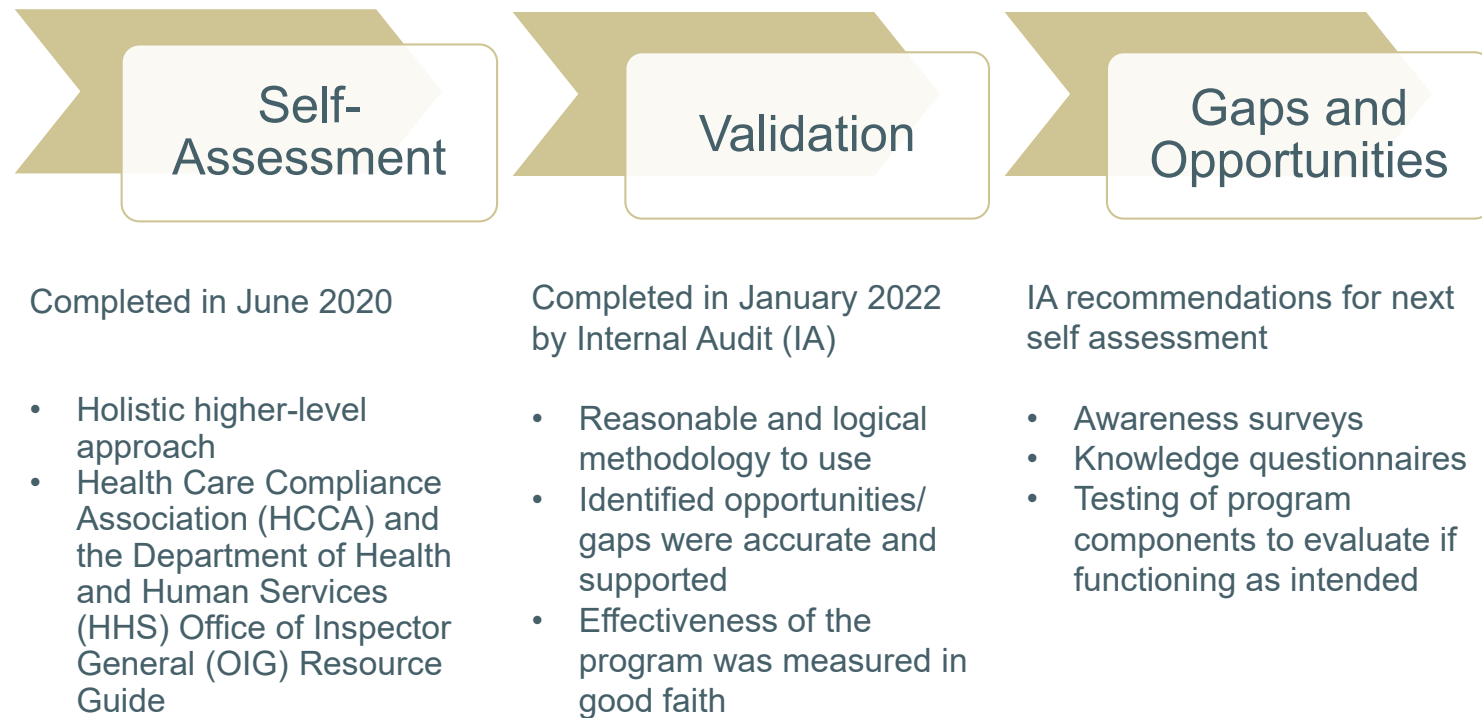 Self-
Assessment
Completed in June 2020
• Holistic higher-level
approach
• Health Care Compliance
Association (HCCA) and
the Department of Health
and Human Services
(HHS) Office of Inspector
General (OIG) Resource
Guide
Validation
Completed in January 2022
by Internal Audit (IA)
• Reasonable and logical
methodology to use
• Identified opportunities/
gaps were accurate and
supported
• Effectiveness of the
program was measured in
good faith
Gaps and
Opportunities
IA recommendations for next
self assessment
• Awareness surveys
• Knowledge questionnaires
• Testing of program
components to evaluate if
functioning as intended